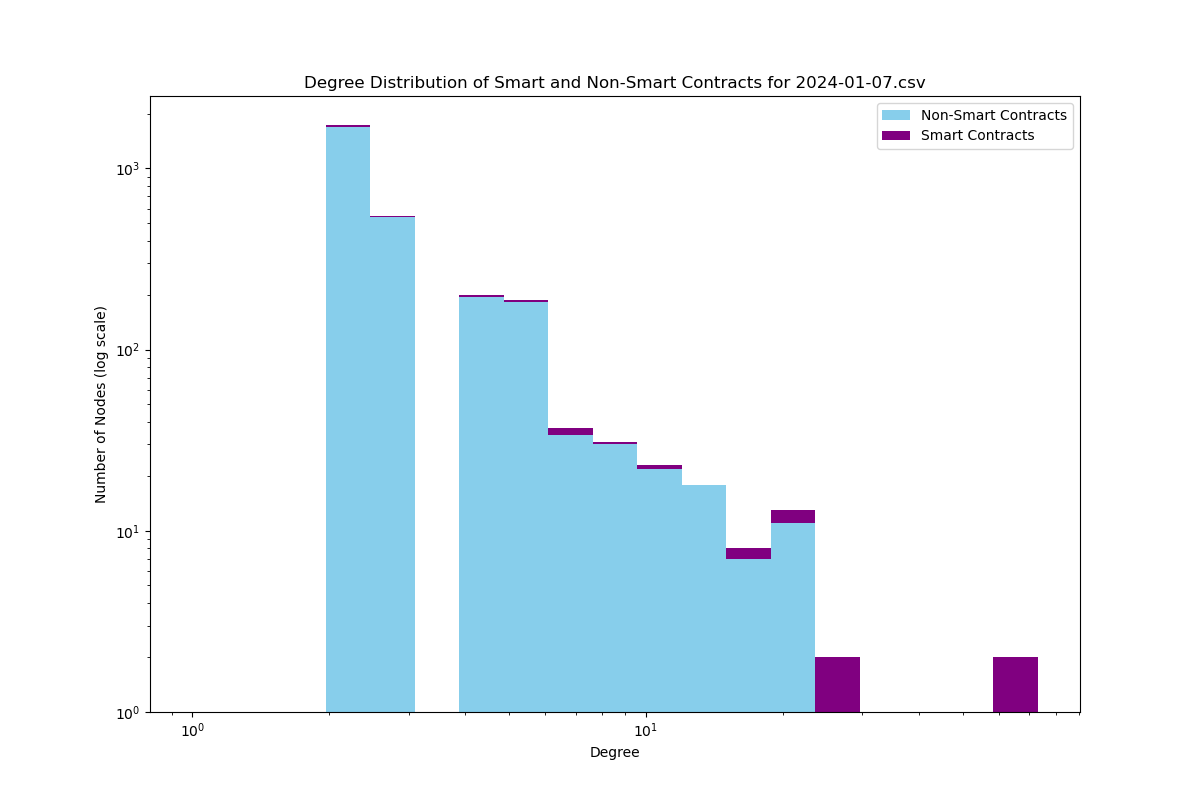 Degree Distribution of Smart and Non-Smart Contracts for 2024-01-07.csv
Non-Smart Contracts
Smart Contracts
Number of Nodes (log scale)
10³
10²
10¹
10⁰
10⁰ 10¹
Degree